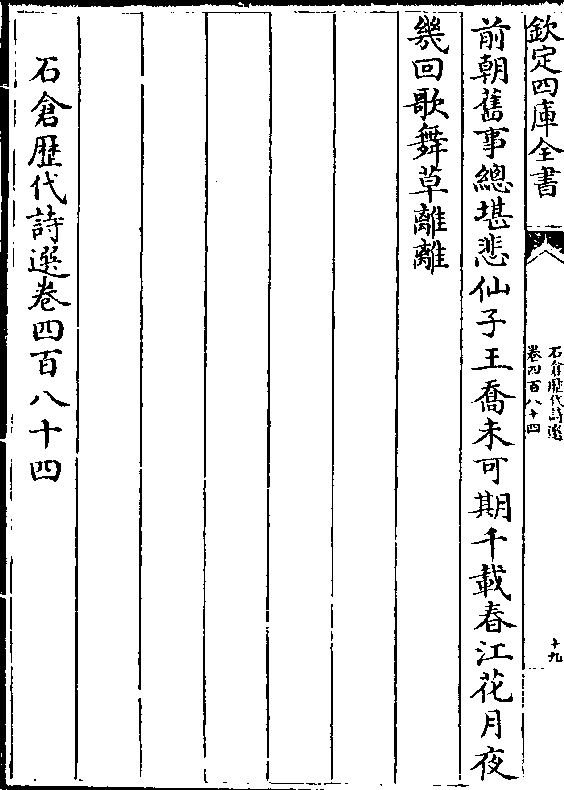 欽定四庫全書
石倉歴代詩選
卷四百八十四
十九
前朝舊事總堪悲仙子王喬未可期千載春江花月夜
幾回歌舞草離離
石倉歴代詩選卷四百八十四